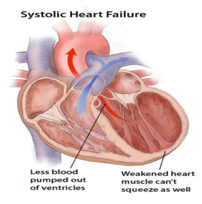 Systolic Heart Failure
Less blood
pumped out
of ventricles
Weakened heart
muscle can't
squeeze as well